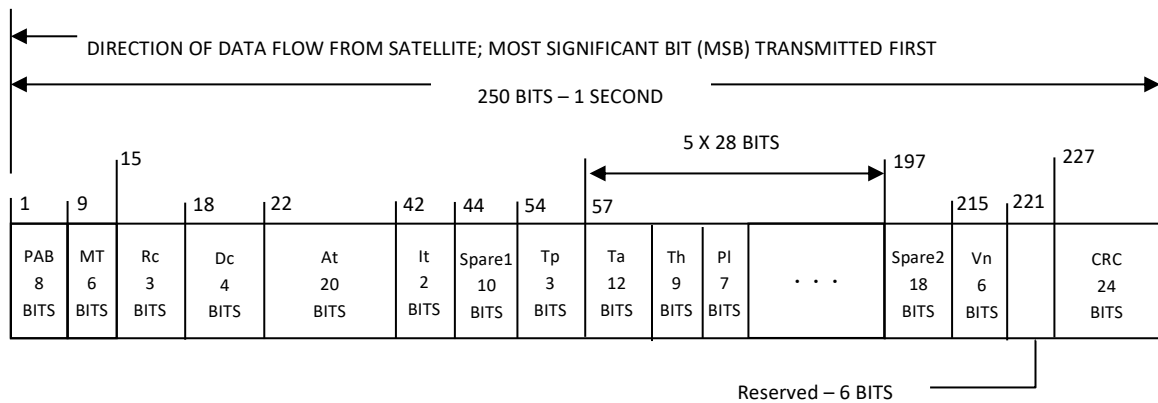 DIRECTION OF DATA FLOW FROM SATELLITE; MOST SIGNIFICANT BIT (MSB) TRANSMITTED FIRST
250 BITS – 1 SECOND
5 X 28 BITS
15 197 227
1 9 18 22 42 44 54 57 215 221
PAB MT Rc Dc At It Spare1 Tp Ta Th Pl Spare2 Vn CRC
8 6 3 4 20 2 10 3 12 9 7 . . . 18 6 24
BITS BITS BITS BITS BITS BITS BITS BITS BITS BITS BITS BITS BITS BITS
Reserved – 6 BITS